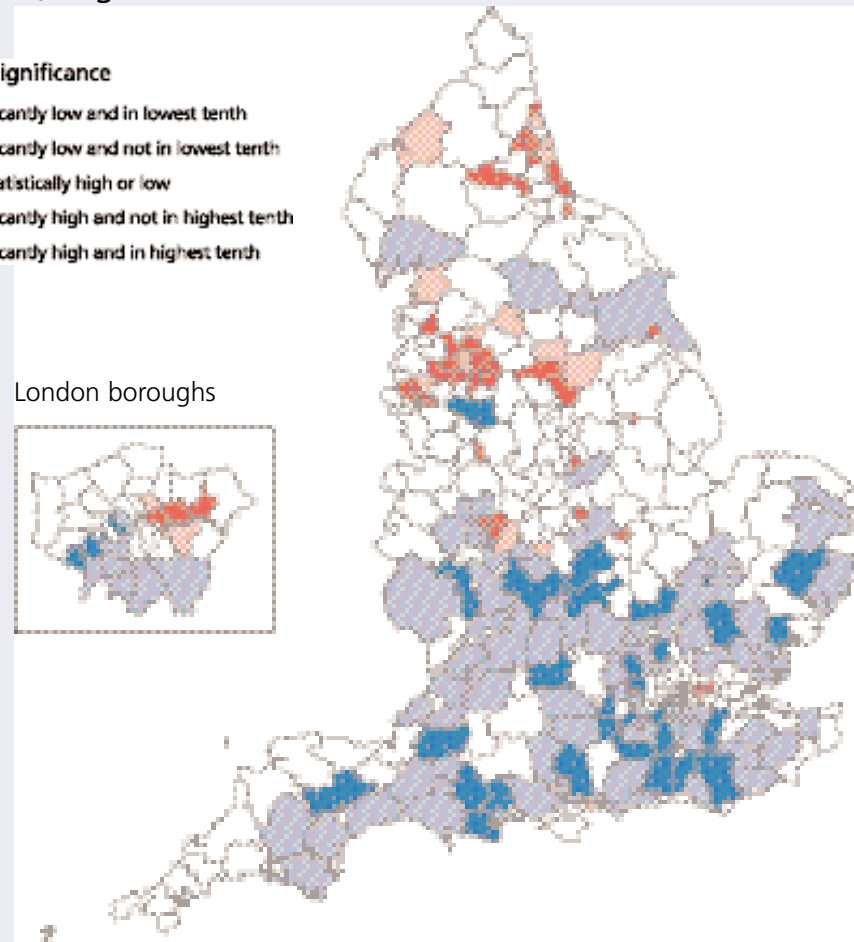 ignificance
cantly low and in lowest tenth
cantly low and not in lowest tenth
atistically high or low
cantly high and not in highest tenth
cantly high and in highest tenth
London boroughs